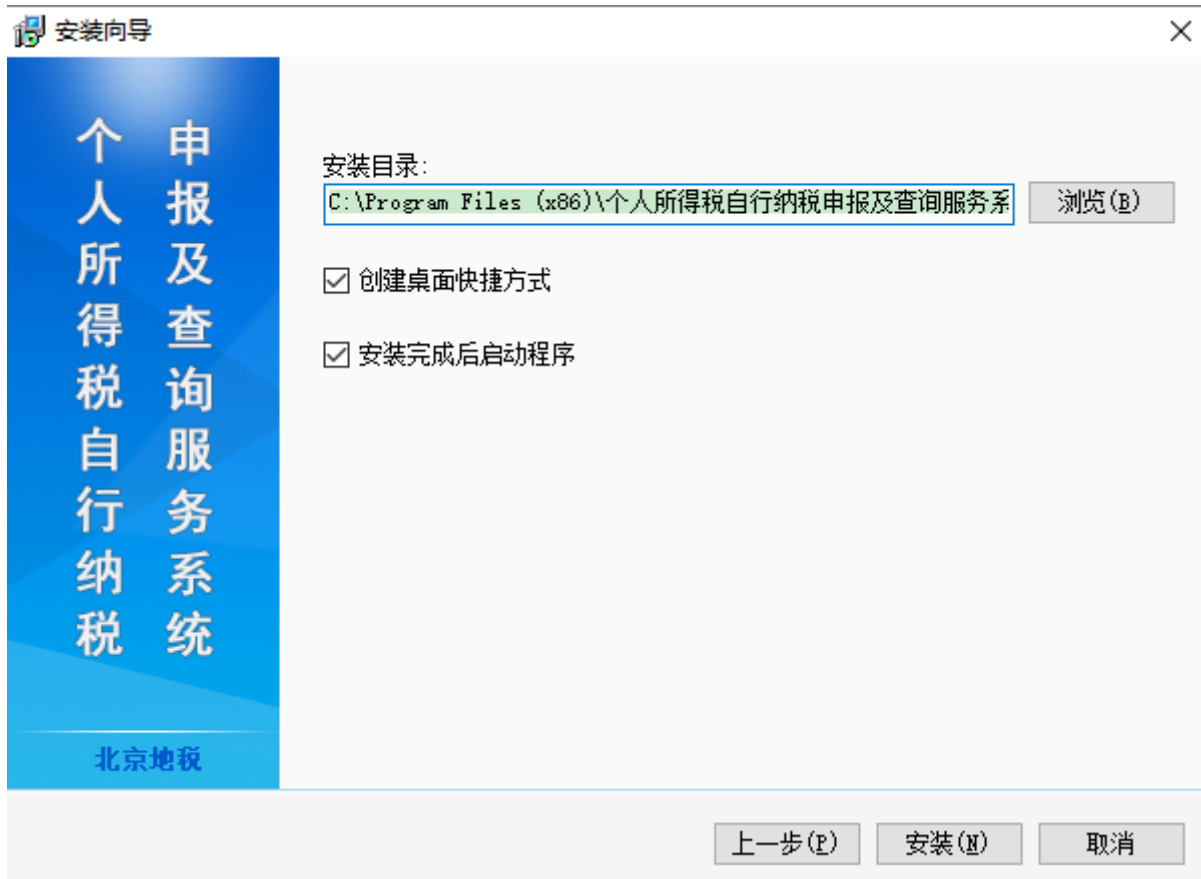 安装向导
个人所得税自行纳税
申报及查询服务系统
北京地税
安装目录:
C:\Program Files (x86)\个人所得税自行纳税申报及查询服务系
浏览(B)
创建桌面快捷方式
安装完成后启动程序
上一步(P)
安装(N)
取消